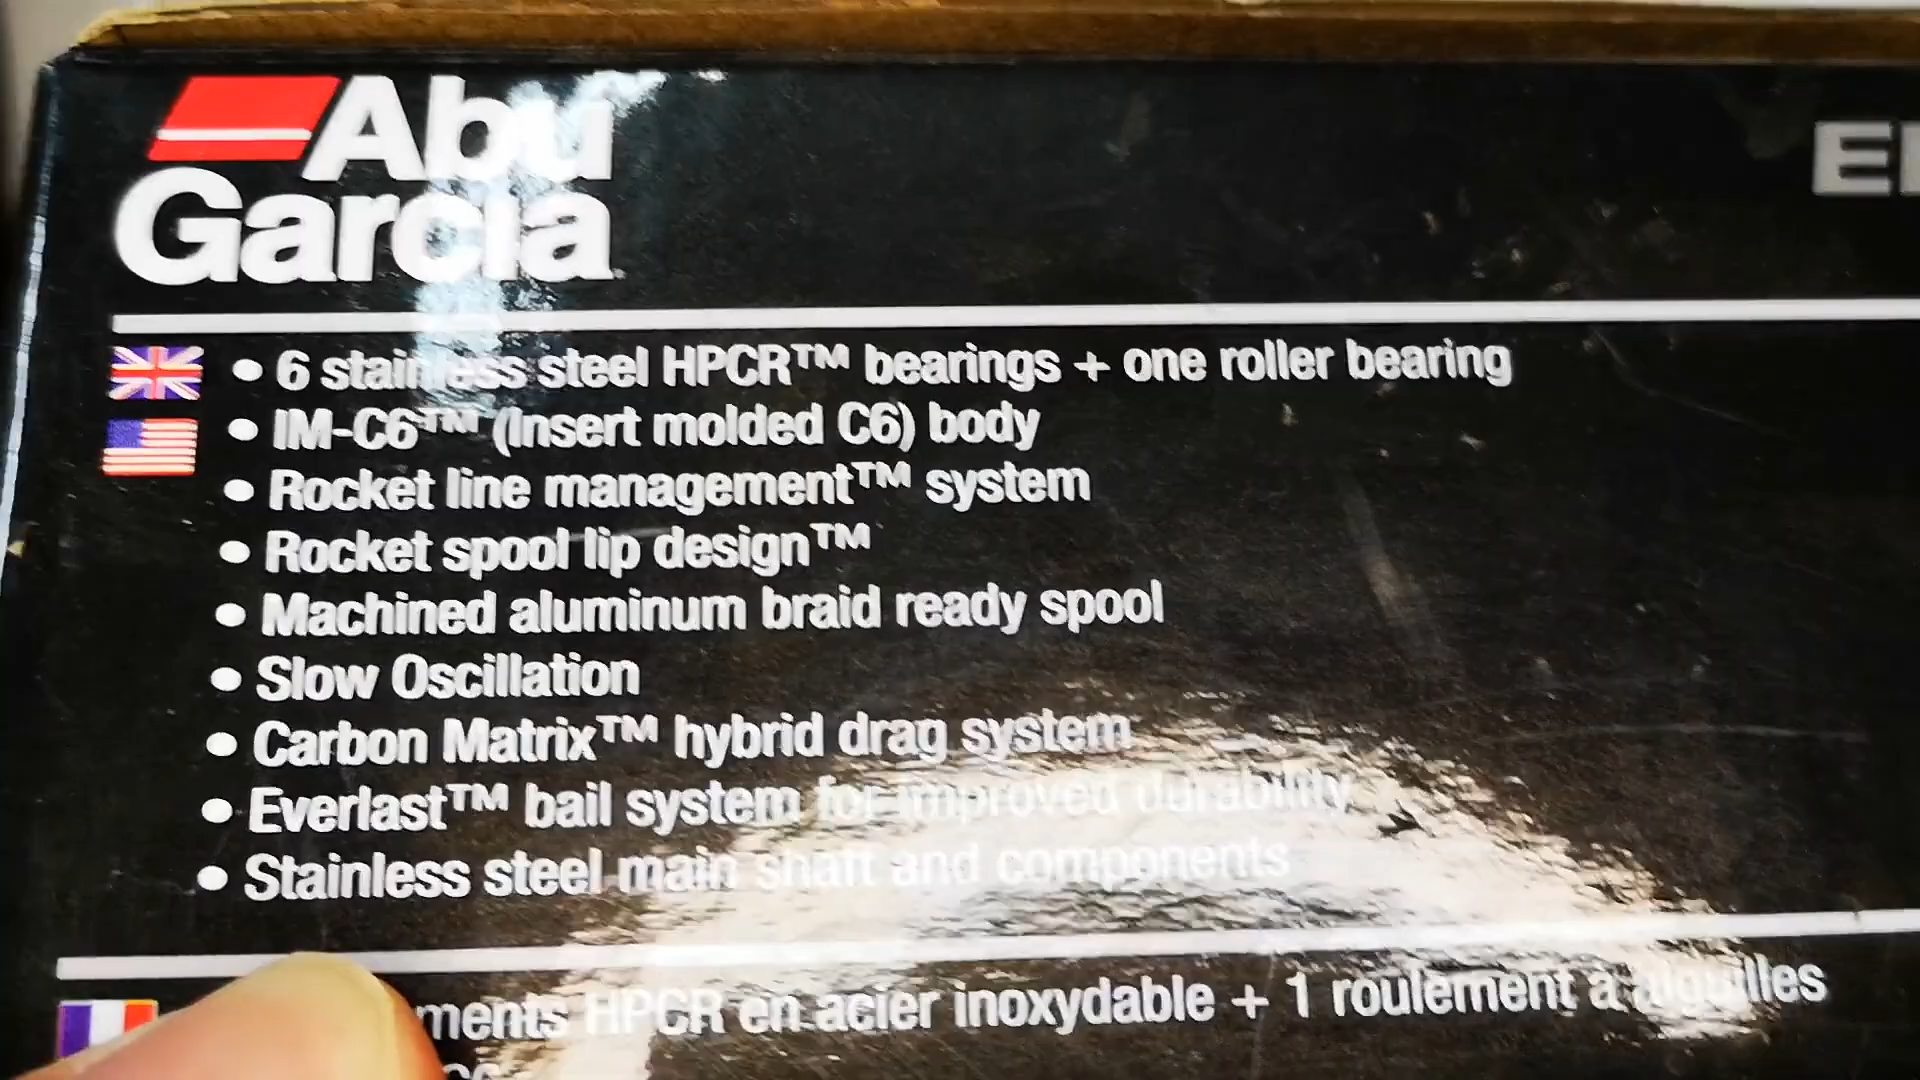 Abu
Garcia
• 6 stainless steel HPCR™ bearings + one roller bearing
• IM-C6™ (Insert molded C6) body
• Rocket line management™ system
• Rocket spool lip design™
• Machined aluminum braid ready spool
• Slow Oscillation
• Carbon Matrix™ hybrid drag system
• Everlast™ bail system for improved durability
• Stainless steel main shaft and components
HPCR en acier inoxydable + 1 roulement à aiguilles